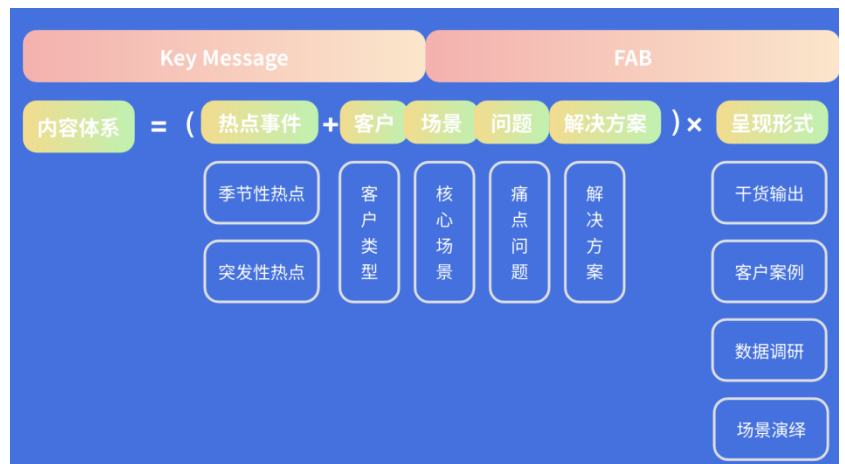 Key Message FAB
内容体系 = ( 热点事件 + 客户 场景 问题 解决方案 ) × 呈现形式
季节性热点
突发性热点
客户类型
核心场景
痛点问题
解决方案
干货输出
客户案例
数据调研
场景演绎